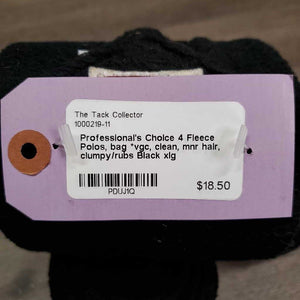 The Tack Collector
1000219-11
Professional's Choice 4 Fleece
Polos, bag *vgc, clean, mnr hair,
clumpy/rubs Black xlg
PDUJ1Q
$18.50